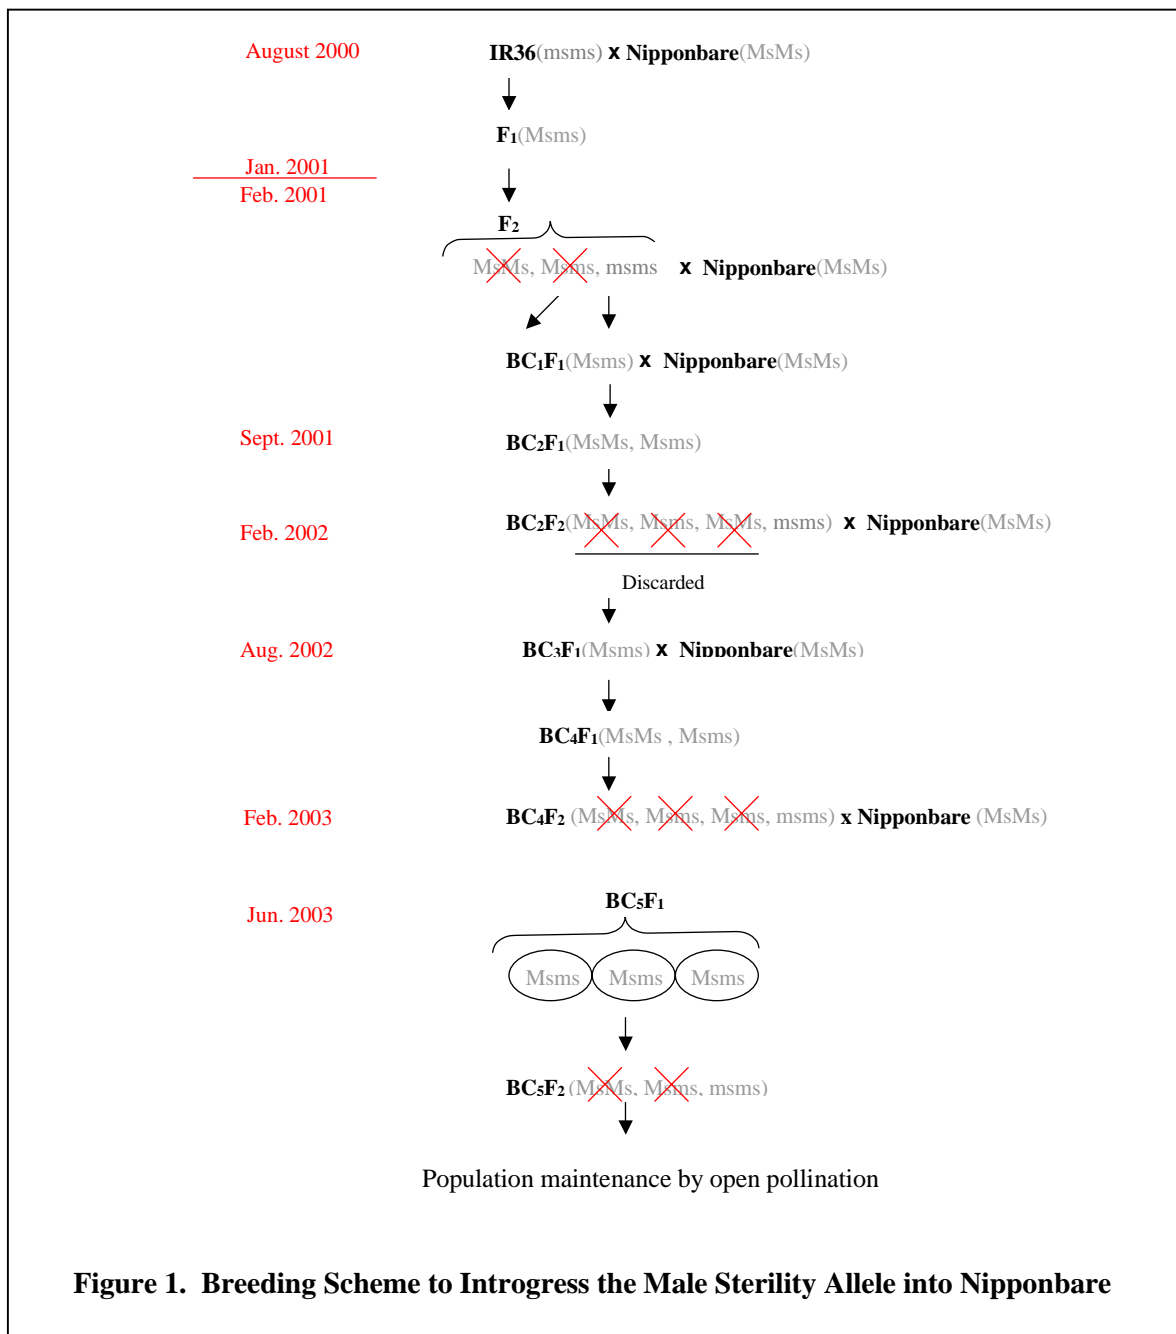 August 2000 IR36(msms) x Nipponbare(MsMs)
F1(Msms)
Jan. 2001
Feb. 2001
F2
MsMs, Msms, msms x Nipponbare(MsMs)
BC1F1(Msms) x Nipponbare(MsMs)
Sept. 2001 BC2F1(MsMs, Msms)
Feb. 2002 BC2F2(MsMs, Msms, MsMs, msms) x Nipponbare(MsMs)
Discarded
Aug. 2002 BC3F1(Msms) x Nipponbare(MsMs)
BC4F1(MsMs , Msms)
Feb. 2003 BC4F2 (MsMs, Msms, Msms, msms) x Nipponbare (MsMs)
BC5F1
Jun. 2003
Msms Msms Msms
BC5F2 (MsMs, Msms, msms)
Population maintenance by open pollination
Figure 1. Breeding Scheme to Introgress the Male Sterility Allele into Nipponbare